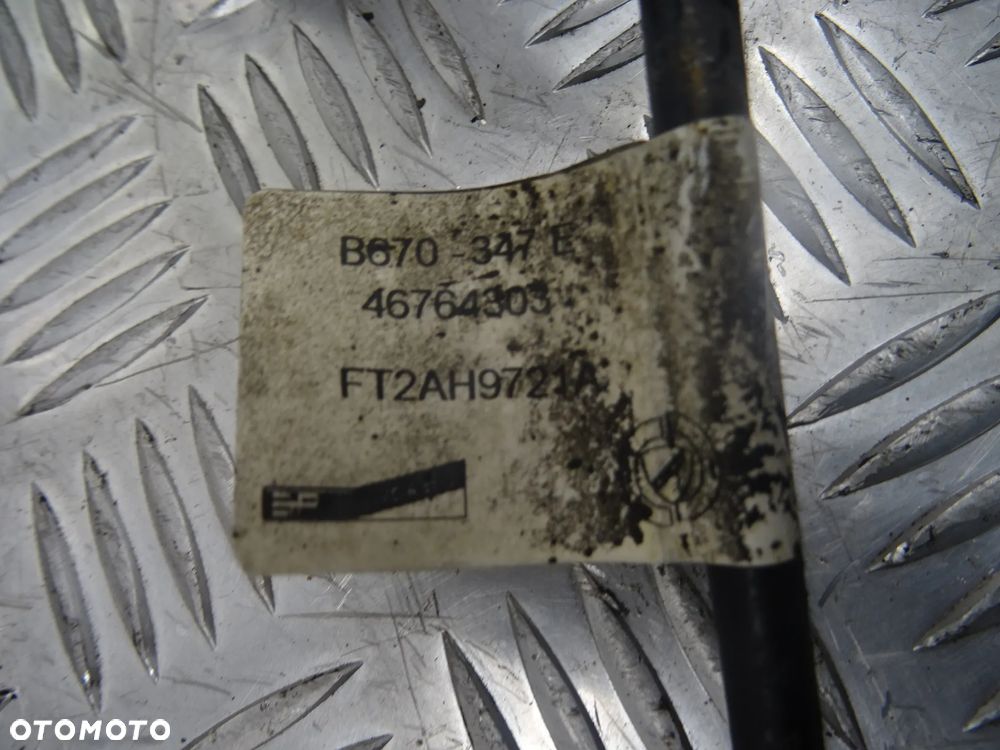 B670 - 347 E
46764303
FT2AH9721A
OTOMOTO